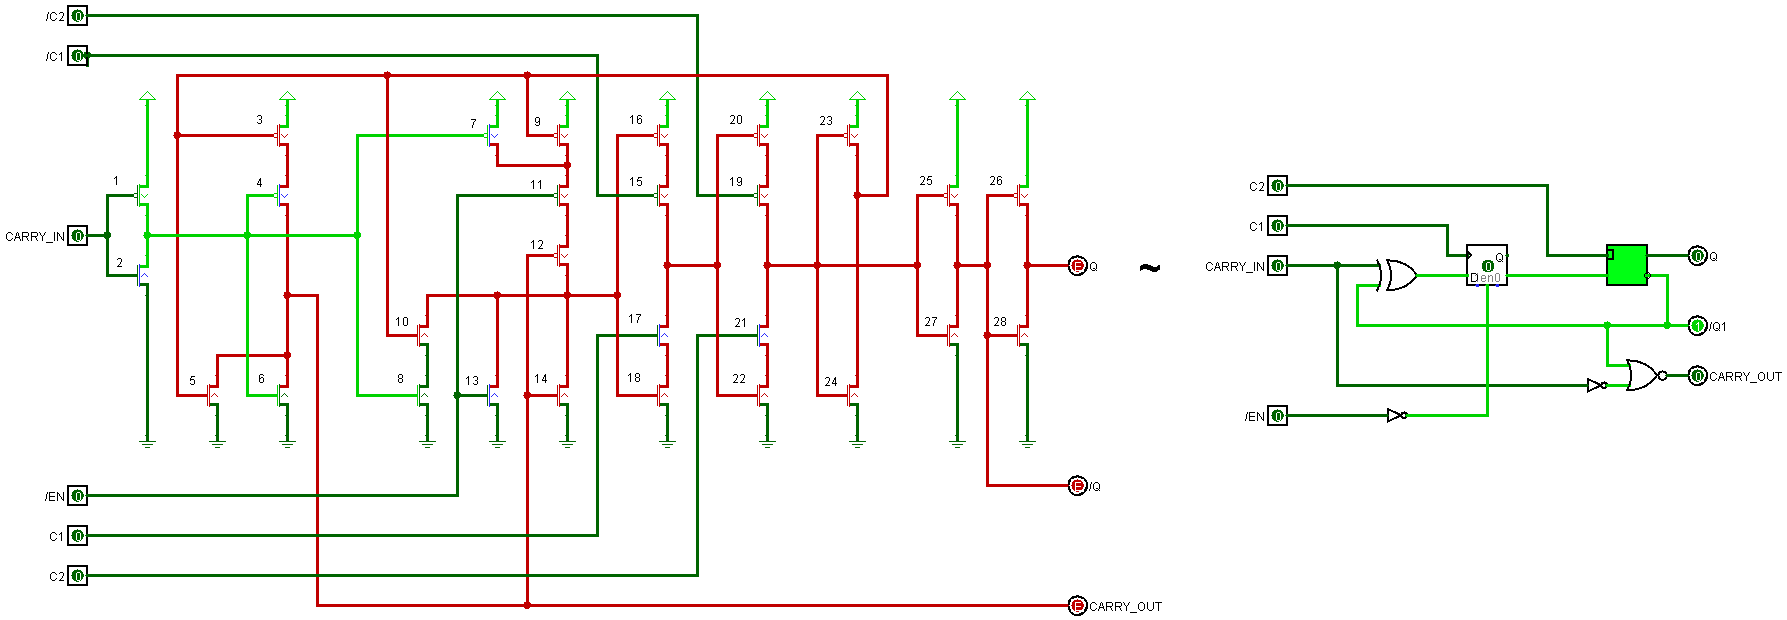 /C2 0
/C1 0
3 7 9 16 20 23
1 4 11 15 19 25 26
C2 0
C1 0
CARRY_IN 0
2 12
E Q
~
CARRY_IN 0
Q
D 0 en0
0 Q
10 17 21 27 28
1 /Q1
5 6 8 13 14 18 22 24
0 CARRY_OUT
/EN 0
/EN 0
E /Q
C1 0
C2 0
E CARRY_OUT